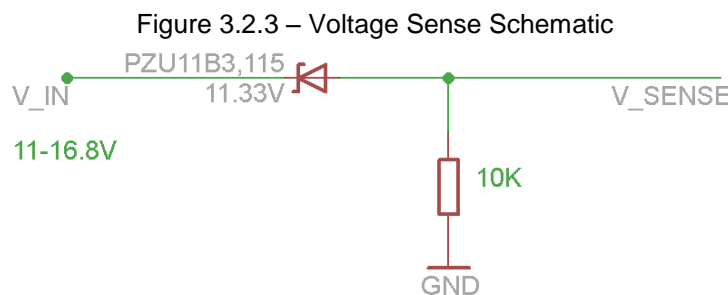 Figure 3.2.3 – Voltage Sense Schematic
PZU11B3,115
V_IN
11.33V
V_SENSE
11-16.8V
10K
GND